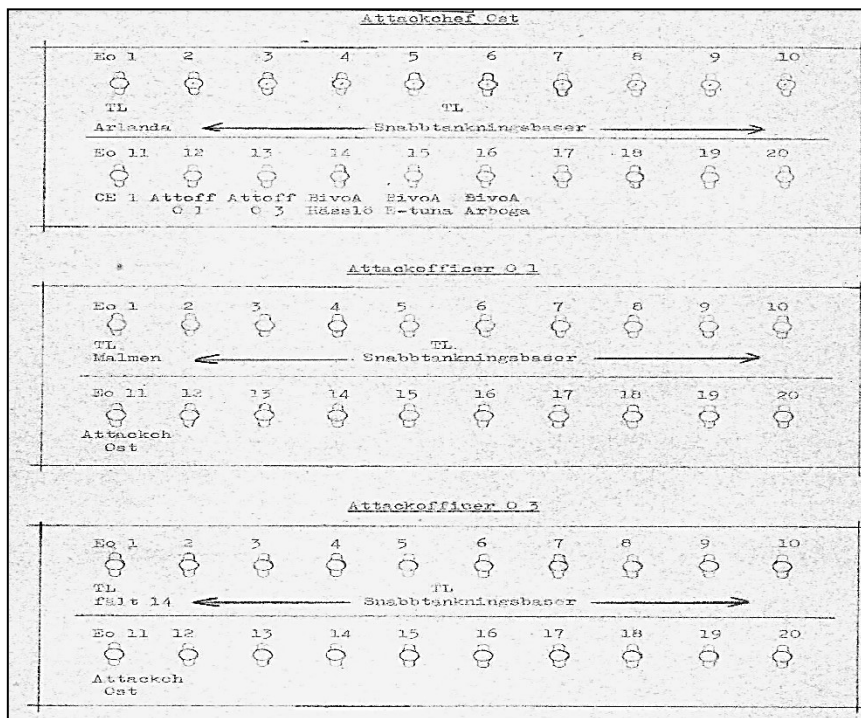 Attackchef Ost
Eo 1 2 3 4 5 6 7 8 9 10
TL TL
Arlanda Snabbtankningsbaser
Eo 11 12 13 14 15 16 17 18 19 20
CE 1 Attoff Attoff BivoA BivoA BivoA
O 1 O 3 Hässlö E-tuna Arboga
Attackofficer O 1
Eo 1 2 3 4 5 6 7 8 9 10
TL TL.
Malmen Snabbtankningsbaser
Eo 11 12 13 14 15 16 17 18 19 20
Attackch
Ost
Attackofficer O 3
Eo 1 2 3 4 5 6 7 8 9 10
TL TL
fält 14 Snabbtankningsbaser
Eo 11 12 13 14 15 16 17 18 19 20
Attackch
Ost